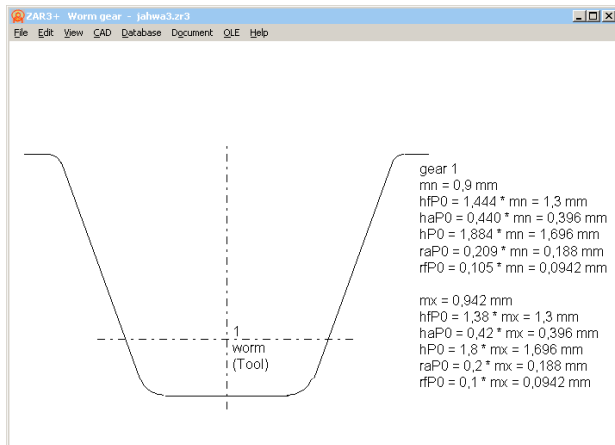 ZAR3+ Worm gear - jahwa3.zr3
File Edit View CAD Database Document OLE Help
gear 1
mn = 0,9 mm
hfP0 = 1,444 * mn = 1,3 mm
haP0 = 0,440 * mn = 0,396 mm
hP0 = 1,884 * mn = 1,696 mm
raP0 = 0,209 * mn = 0,188 mm
rfP0 = 0,105 * mn = 0,0942 mm
mx = 0,942 mm
hfP0 = 1,38 * mx = 1,3 mm
haP0 = 0,42 * mx = 0,396 mm
hP0 = 1,8 * mx = 1,696 mm
raP0 = 0,2 * mx = 0,188 mm
rfP0 = 0,1 * mx = 0,0942 mm
1
worm
(Tool)